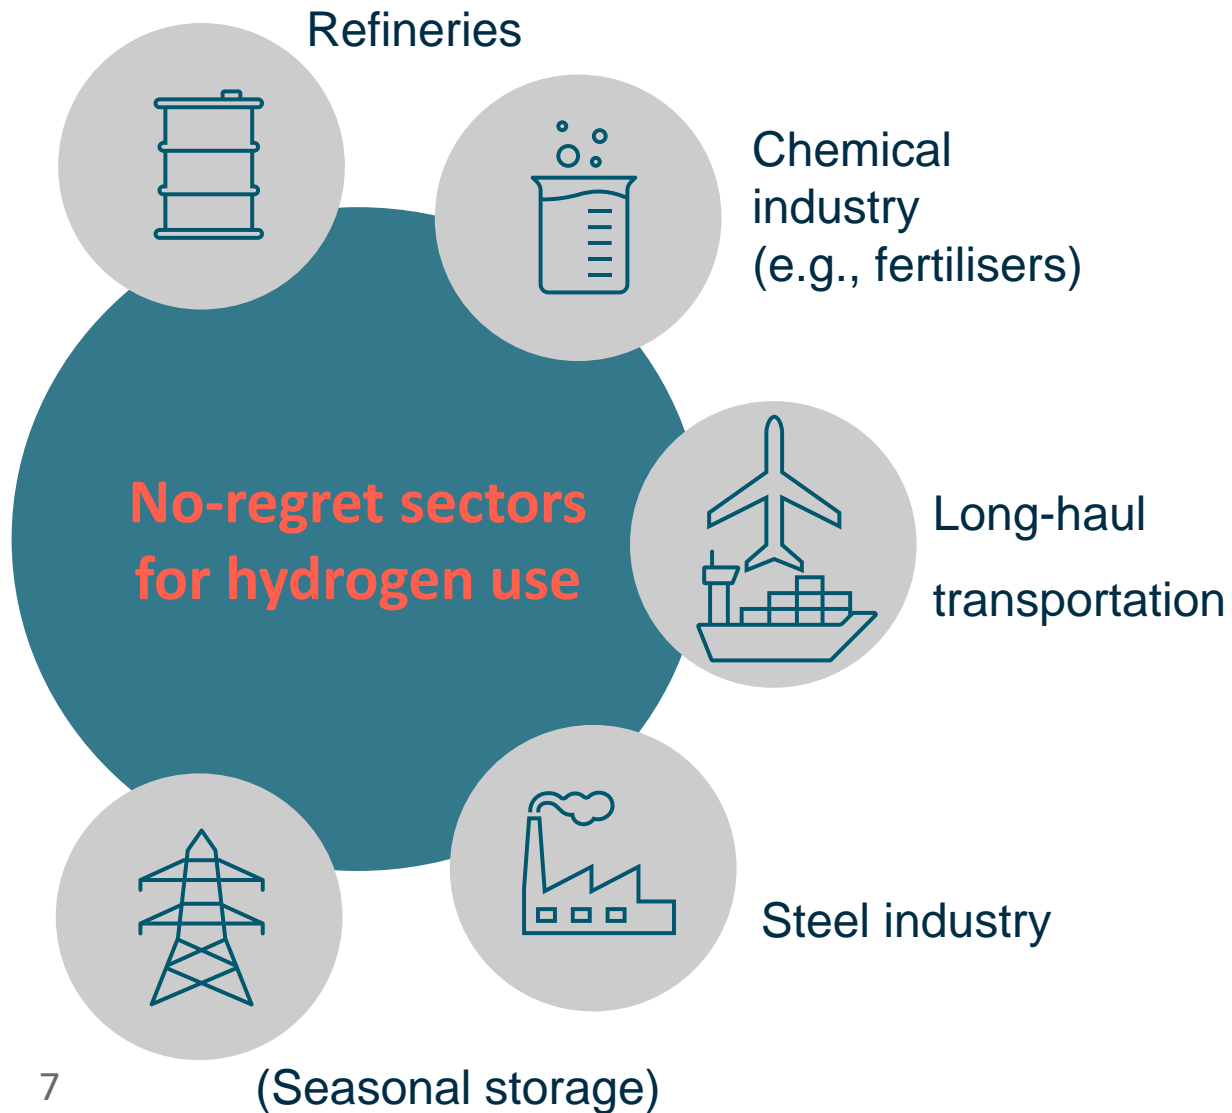 Refineries
Chemical
industry
(e.g., fertilisers)
No-regret sectors
for hydrogen use
Long-haul
transportation
Steel industry
(Seasonal storage)
7